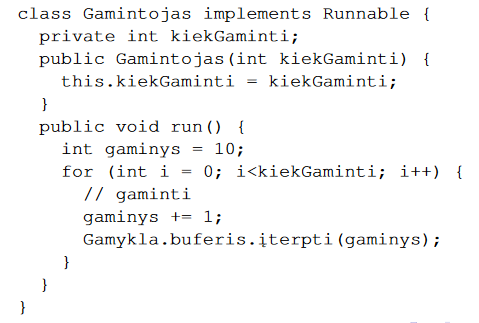 class Gamintojas implements Runnable {
private int kiekGaminti;
public Gamintojas(int kiekGaminti) {
this.kiekGaminti = kiekGaminti;
}
public void run() {
int gaminys = 10;
for (int i = 0; i<kiekGaminti; i++) {
// gaminti
gaminys += 1;
Gamykla.buferis.įterpti(gaminys);
}
}
}